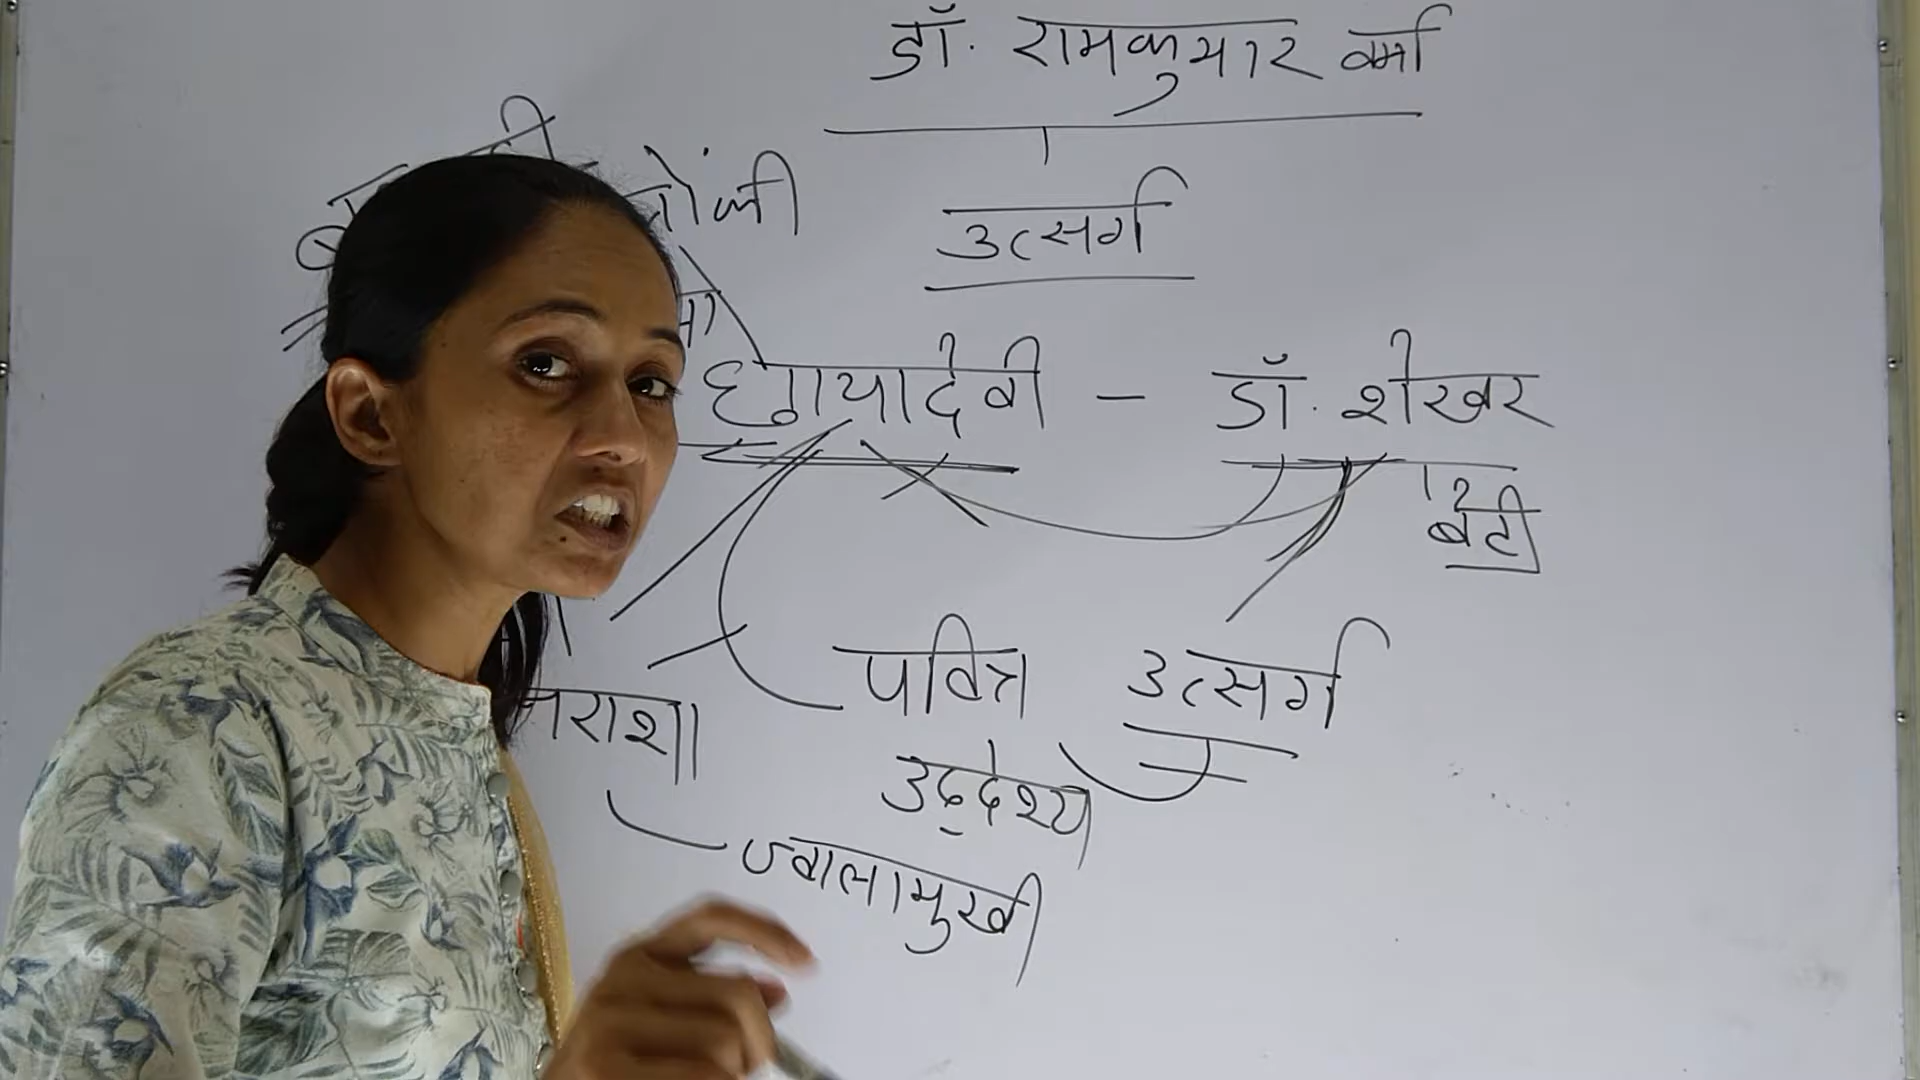 डॉ. रामकुमार वर्मा
उत्सर्ग
छायादेवी – डॉ. शेखर
बेटी
पवित्र उत्सर्ग
उद्देश्य
ज्वालामुखी